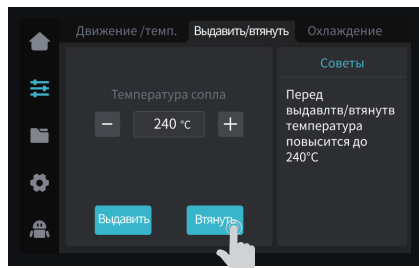 Движение /темп. Выдавить/втянуть Охлаждение
Советы
Температура сопла
− 240 °C +
Перед
выдавлтв/втянутв
температура
повысится до
240°C
Выдавить Втянуть